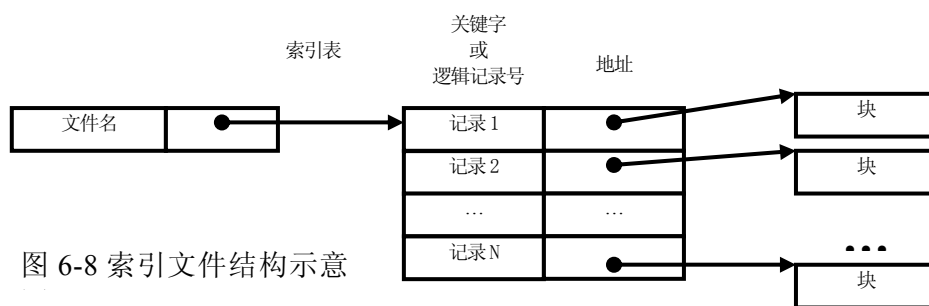 关键字
或
逻辑记录号
索引表
地址
文件名
记录 1
块
记录 2
块
… …
记录 N
•••
块
图 6-8 索引文件结构示意